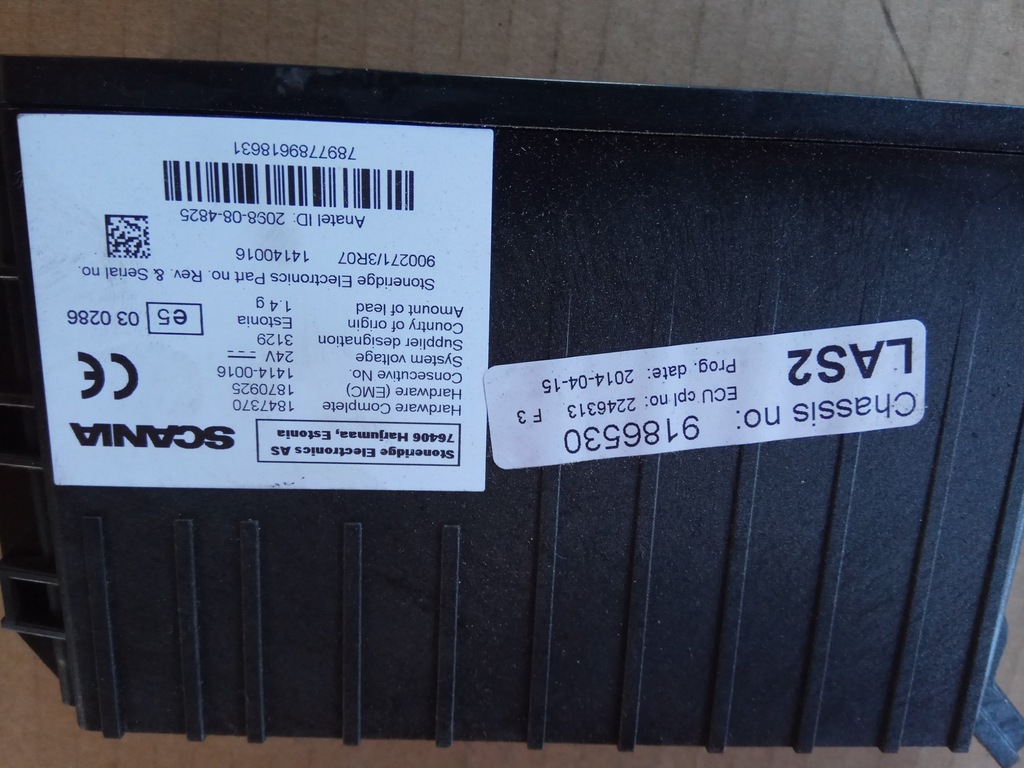 Stoneridge Electronics AS
76406 Harjumaa, Estonia
SCANIA
Hardware Complete 1847370
Hardware (EMC) 1870925
Consecutive No. 1414-0016
System voltage 24V
Supplier designation 3129
Country of origin Estonia
Amount of lead 1.4 g
CE
e5 03 0286
Stoneridge Electronics Part no. Rev. & Serial no.
900271/3R07 14140016
Anatel ID: 2098-08-4825
7897789618631
Chassis no: 9186530
ECU cpl no: 2246313 F 3
Prog. date: 2014-04-15
LAS2